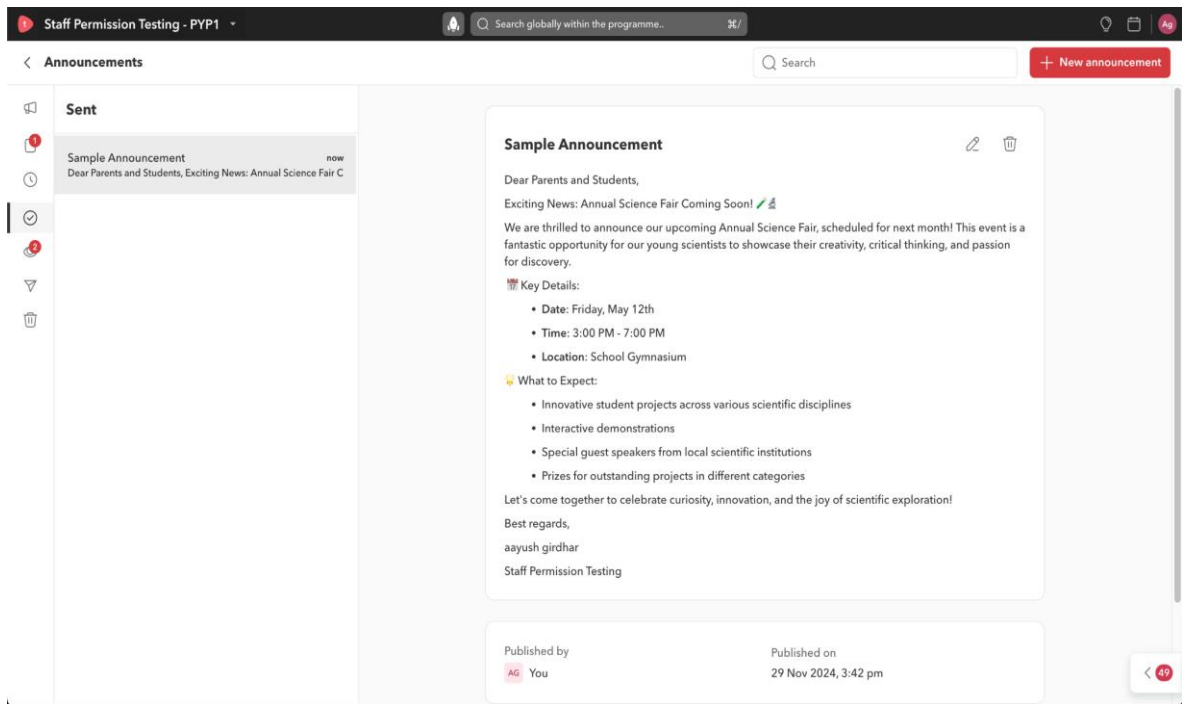 t
Staff Permission Testing - PYP1
Search globally within the programme.. ⌘/
Ag
Announcements
Search
+ New announcement
Sent
1
2
Sample Announcement now
Dear Parents and Students, Exciting News: Annual Science Fair C
Sample Announcement
Dear Parents and Students,
Exciting News: Annual Science Fair Coming Soon! 🧪🔬
We are thrilled to announce our upcoming Annual Science Fair, scheduled for next month! This event is a
fantastic opportunity for our young scientists to showcase their creativity, critical thinking, and passion
for discovery.
📅 Key Details:
• Date: Friday, May 12th
• Time: 3:00 PM - 7:00 PM
• Location: School Gymnasium
💡 What to Expect:
• Innovative student projects across various scientific disciplines
• Interactive demonstrations
• Special guest speakers from local scientific institutions
• Prizes for outstanding projects in different categories
Let's come together to celebrate curiosity, innovation, and the joy of scientific exploration!
Best regards,
aayush girdhar
Staff Permission Testing
Published by
AG You
Published on
29 Nov 2024, 3:42 pm
49